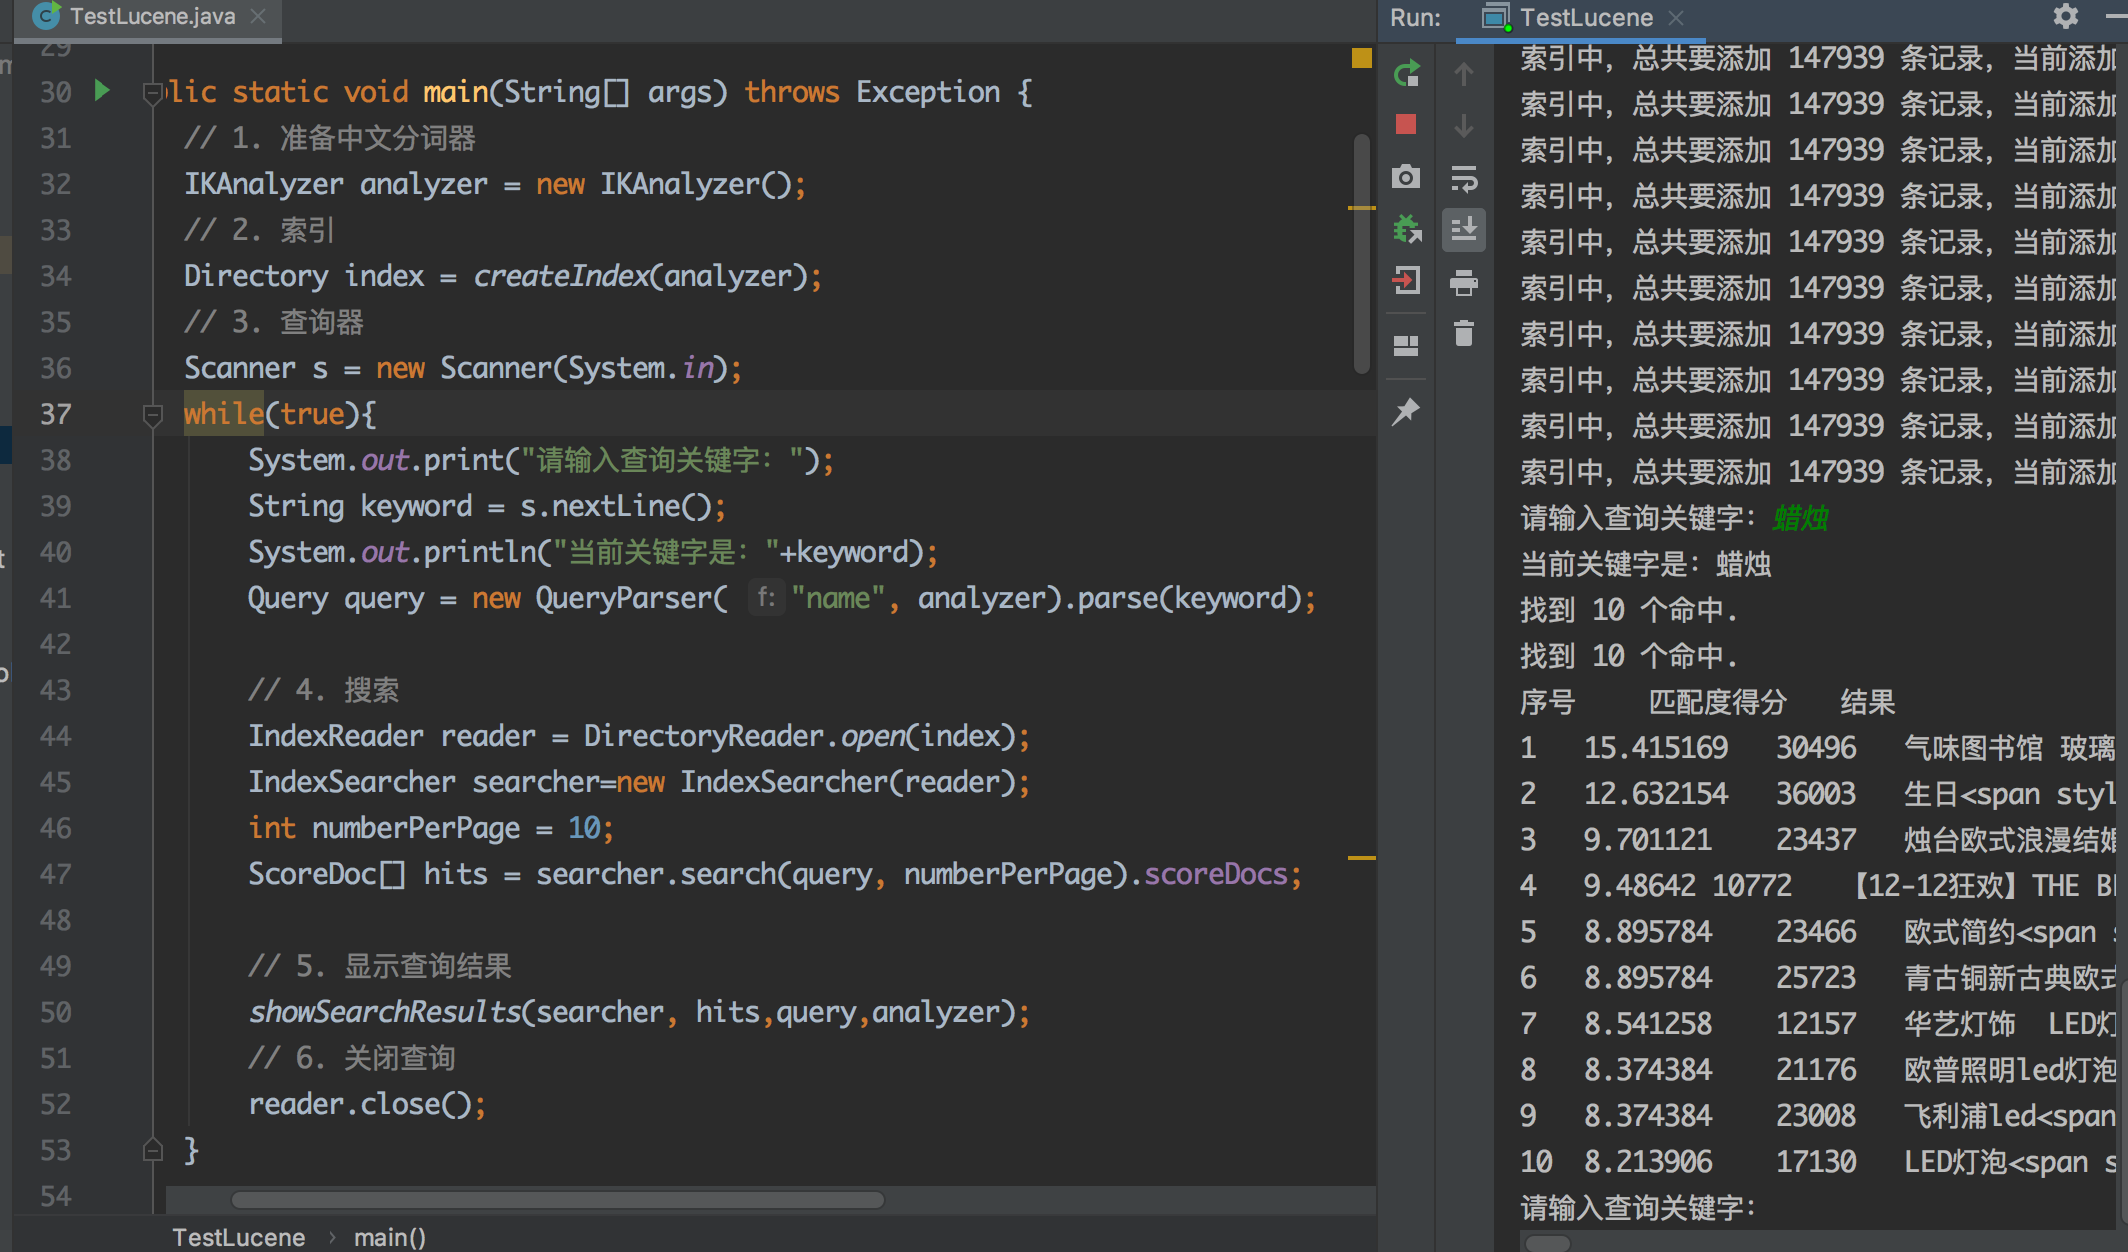 TestLucene.java
29
30 lic static void main(String[] args) throws Exception {
31 // 1. 准备中文分词器
32 IKAnalyzer analyzer = new IKAnalyzer();
33 // 2. 索引
34 Directory index = createIndex(analyzer);
35 // 3. 查询器
36 Scanner s = new Scanner(System.in);
37 while(true){
38 System.out.print("请输入查询关键字：");
39 String keyword = s.nextLine();
40 System.out.println("当前关键字是："+keyword);
41 Query query = new QueryParser( f: "name", analyzer).parse(keyword);
42
43 // 4. 搜索
44 IndexReader reader = DirectoryReader.open(index);
45 IndexSearcher searcher=new IndexSearcher(reader);
46 int numberPerPage = 10;
47 ScoreDoc[] hits = searcher.search(query, numberPerPage).scoreDocs;
48
49 // 5. 显示查询结果
50 showSearchResults(searcher, hits,query,analyzer);
51 // 6. 关闭查询
52 reader.close();
53 }
54
TestLucene › main()
Run: TestLucene
索引中，总共要添加 147939 条记录，当前添加
索引中，总共要添加 147939 条记录，当前添加
索引中，总共要添加 147939 条记录，当前添加
索引中，总共要添加 147939 条记录，当前添加
索引中，总共要添加 147939 条记录，当前添加
索引中，总共要添加 147939 条记录，当前添加
索引中，总共要添加 147939 条记录，当前添加
索引中，总共要添加 147939 条记录，当前添加
索引中，总共要添加 147939 条记录，当前添加
索引中，总共要添加 147939 条记录，当前添加
请输入查询关键字：蜡烛
当前关键字是：蜡烛
找到 10 个命中.
找到 10 个命中.
序号 匹配度得分 结果
1 15.415169 30496 气味图书馆 玻璃
2 12.632154 36003 生日<span styl
3 9.701121 23437 烛台欧式浪漫结婚
4 9.48642 10772 【12-12狂欢】THE BE
5 8.895784 23466 欧式简约<span s
6 8.895784 25723 青古铜新古典欧式
7 8.541258 12157 华艺灯饰 LED灯
8 8.374384 21176 欧普照明led灯泡
9 8.374384 23008 飞利浦led<span
10 8.213906 17130 LED灯泡<span s
请输入查询关键字：